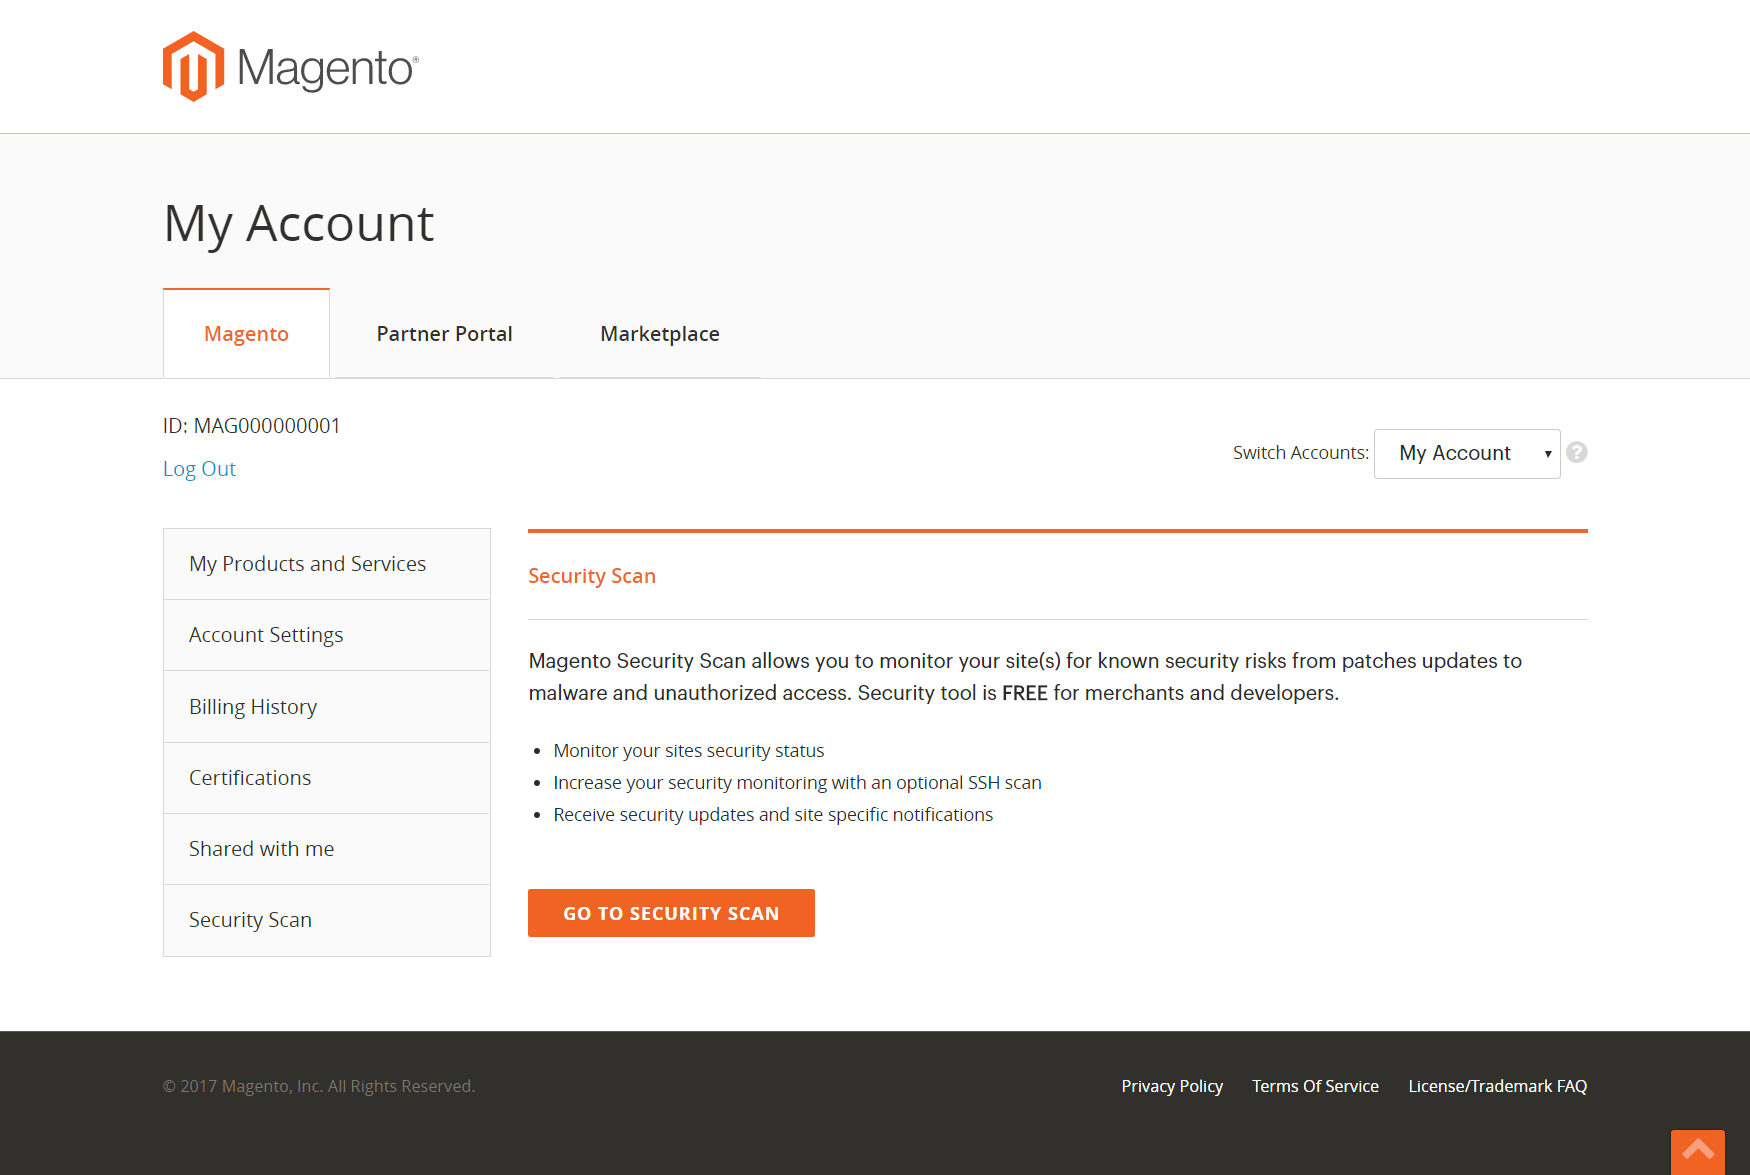 Magento®
My Account
Magento
Partner Portal
Marketplace
ID: MAG000000001
Log Out
Switch Accounts: My Account ?
My Products and Services
Account Settings
Billing History
Certifications
Shared with me
Security Scan
Security Scan
Magento Security Scan allows you to monitor your site(s) for known security risks from patches updates to
malware and unauthorized access. Security tool is FREE for merchants and developers.
• Monitor your sites security status
• Increase your security monitoring with an optional SSH scan
• Receive security updates and site specific notifications
GO TO SECURITY SCAN
© 2017 Magento, Inc. All Rights Reserved.
Privacy Policy
Terms Of Service
License/Trademark FAQ